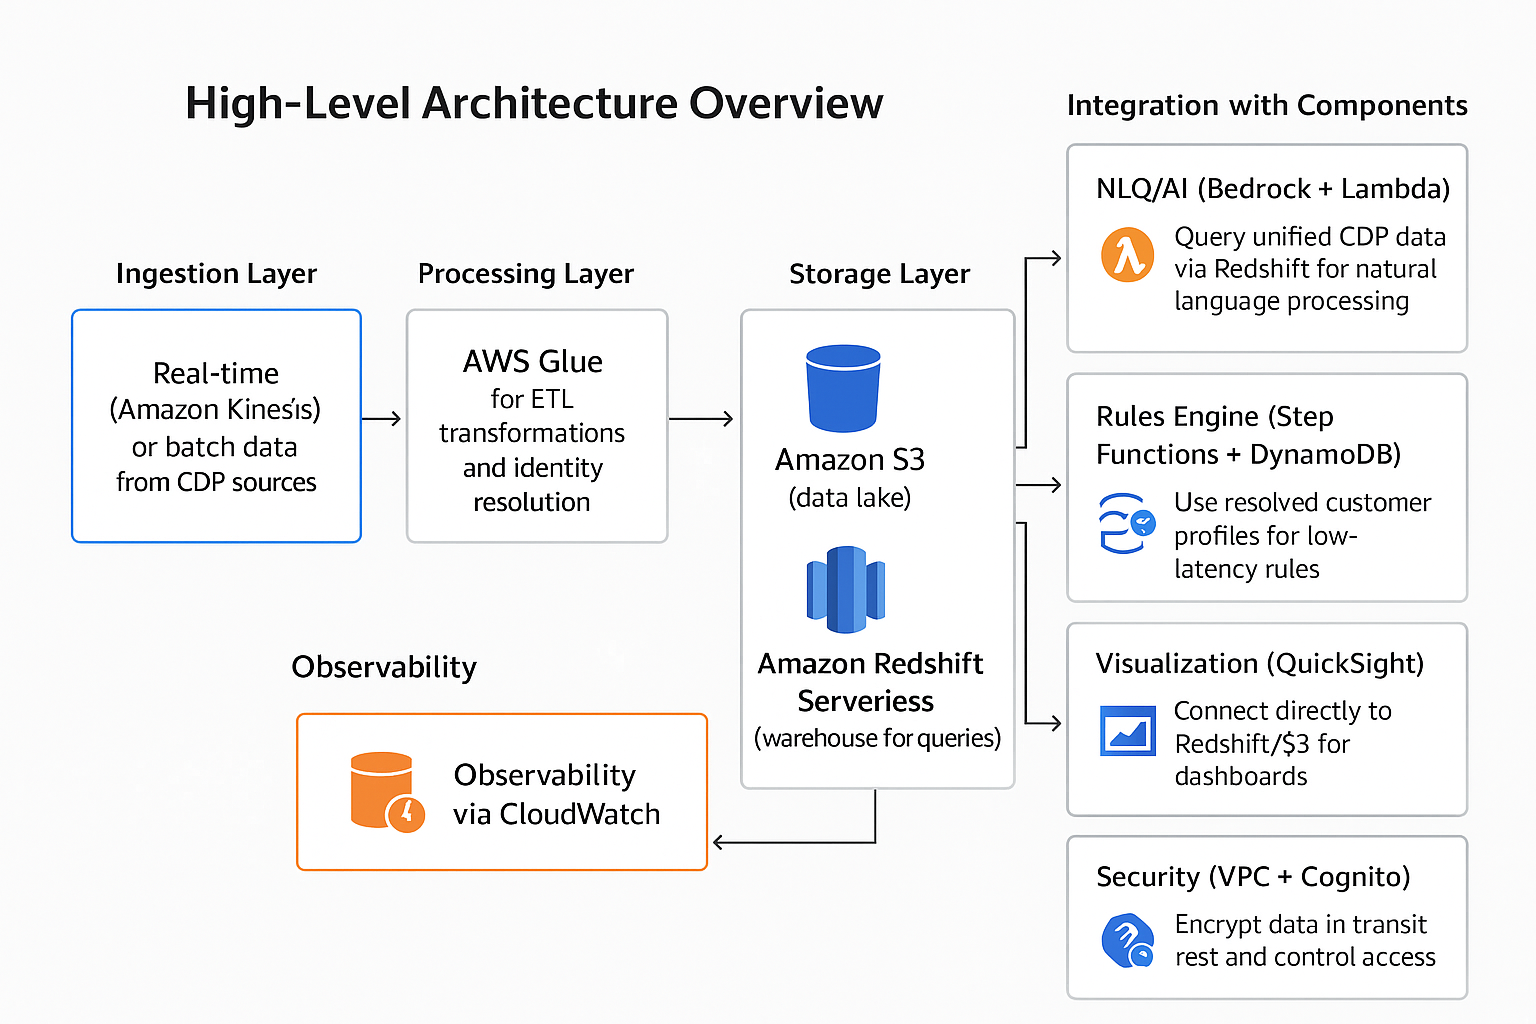 High-Level Architecture Overview
Ingestion Layer
Real-time
(Amazon Kinesis)
or batch data
from CDP sources
Processing Layer
AWS Glue
for ETL
transformations
and identity
resolution
Storage Layer
Amazon S3
(data lake)
Amazon Redshift
Serveriess
(warehouse for queries)
Observability
Observability
via CloudWatch
Integration with Components
NLQ/AI (Bedrock + Lambda)
Query unified CDP data
via Redshift for natural
language processing
Rules Engine (Step
Functions + DynamoDB)
Use resolved customer
profiles for low-
latency rules
Visualization (QuickSight)
Connect directly to
Redshift/$3 for
dashboards
Security (VPC + Cognito)
Encrypt data in transit
rest and control access